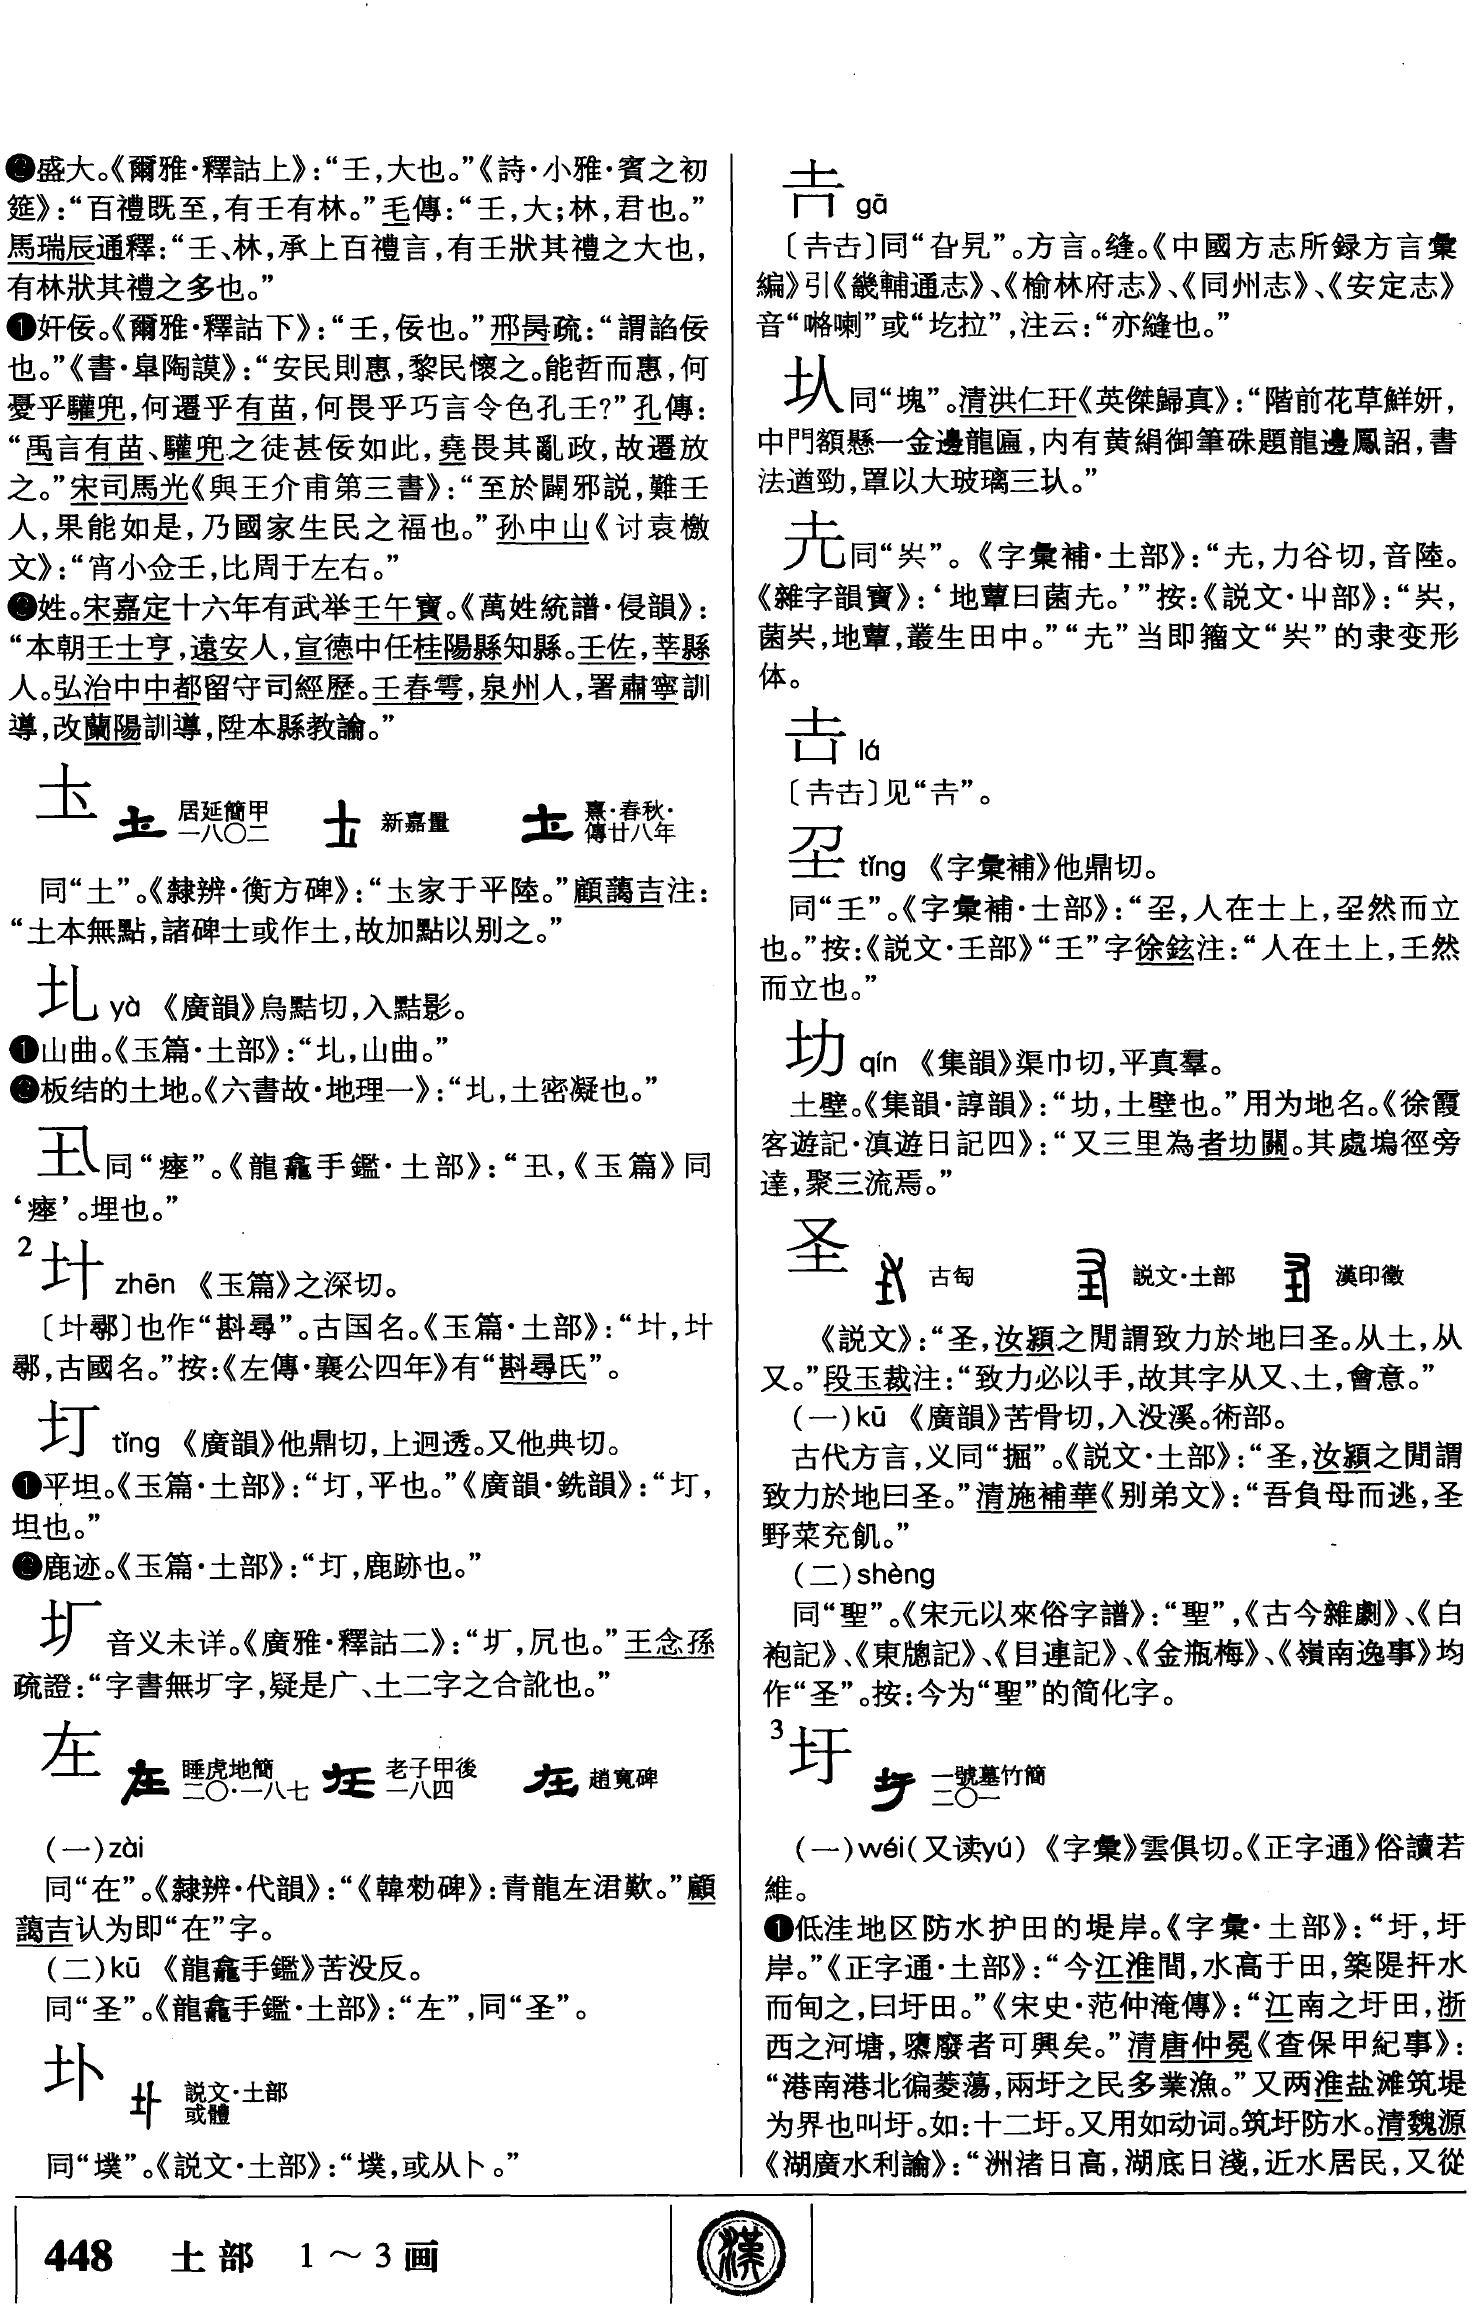 ❷盛大。《爾雅·釋詁上》：“壬，大也。”《詩·小雅·賓之初
筵》：“百禮既至，有壬有林。”毛傳：“壬，大；林，君也。”
馬瑞辰通釋：“壬、林，承上百禮言，有壬狀其禮之大也，
有林狀其禮之多也。”
❶奸佞。《爾雅·釋詁下》：“壬，佞也。”邢昺疏：“謂諂佞
也。”《書·臯陶謨》：“安民則惠，黎民懷之。能哲而惠，何
憂乎驩兜，何遷乎有苗，何畏乎巧言令色孔壬？”孔傳：
“禹言有苗、驩兜之徒甚佞如此，堯畏其亂政，故遷放
之。”宋司馬光《與王介甫第三書》：“至於闢邪説，難壬
人，果能如是，乃國家生民之福也。”孙中山《讨袁檄
文》：“宵小佥壬，比周于左右。”
❸姓。宋嘉定十六年有武举壬午寶。《萬姓統譜·侵韻》：
“本朝壬士亨，遠安人，宣德中任桂陽縣知縣。壬佐，莘縣
人。弘治中中都留守司經歷。壬春雩，泉州人，署肅寧訓
導，改蘭陽訓導，陞本縣教諭。”
圡 居延簡甲一八〇二 新嘉量 熹·春秋·傳廿八年
同“土”。《隸辨·衡方碑》：“圡家于平陸。”顧藹吉注：
“土本無點，諸碑士或作土，故加點以别之。”
圠 yà 《廣韻》烏黠切，入黠影。
❶山曲。《玉篇·土部》：“圠，山曲。”
❷板结的土地。《六書故·地理一》：“圠，土密凝也。”
同“瘞”。《龍龕手鑑·土部》：“，《玉篇》同
‘瘞’。埋也。”
2 圤 zhēn 《玉篇》之深切。
〔鄩〕也作“斟尋”。古国名。《玉篇·土部》：“，
鄩，古國名。”按：《左傳·襄公四年》有“斟尋氏”。
圢 tǐng 《廣韻》他鼎切，上迥透。又他典切。
❶平坦。《玉篇·土部》：“圢，平也。”《廣韻·銑韻》：“圢，
坦也。”
❷鹿迹。《玉篇·土部》：“圢，鹿跡也。”
音义未详。《廣雅·釋詁二》：“，凥也。”王念孫
疏證：“字書無字，疑是广、土二字之合訛也。”
睡虎地簡二〇·一八七 老子甲後一八四 趙寬碑
(一)zài
同“在”。《隸辨·代韻》：“《韓勑碑》：青龍涒歎。”顧
藹吉认为即“在”字。
(二)kū 《龍龕手鑑》苦没反。
同“圣”。《龍龕手鑑·土部》：“”，同“圣”。
圤 説文·土部或體
同“墣”。《説文·土部》：“墣，或从卜。”
gā
〔〕同“旮旯”。方言。缝。《中國方志所録方言彙
編》引《畿輔通志》、《榆林府志》、《同州志》、《安定志》
音“咯喇”或“圪拉”，注云：“亦縫也。”
圦同“塊”。清洪仁玕《英傑歸真》：“階前花草鮮妍，
中門額懸一金邊龍匾，内有黄絹御筆硃題龍邊鳳詔，書
法遒勁，罩以大玻璃三圦。”
圥同“𡴆”。《字彙補·土部》：“圥，力谷切，音陸。
《雜字韻寶》：‘地蕈曰菌圥。’”按：《説文·屮部》：“𡴆，
菌𡴆，地蕈，叢生田中。”“圥”当即籀文“𡴆”的隶变形
体。
lá
〔〕见“”。
tǐng 《字彙補》他鼎切。
同“壬”。《字彙補·士部》：“，人在士上，然而立
也。”按：《説文·壬部》“壬”字徐鉉注：“人在土上，壬然
而立也。”
㘦 qín 《集韻》渠巾切，平真羣。
土壁。《集韻·諄韻》：“，土壁也。”用为地名。《徐霞
客遊記·滇遊日記四》：“又三里為者關。其處塢徑旁
達，聚三流焉。”
圣 古匋 説文·土部 漢印徵
《説文》：“圣，汝潁之閒謂致力於地曰圣。从土，从
又。”段玉裁注：“致力必以手，故其字从又、土，會意。”
(一)kū 《廣韻》苦骨切，入没溪。術部。
古代方言，义同“掘”。《説文·土部》：“圣，汝潁之閒謂
致力於地曰圣。”清施補華《别弟文》：“吾負母而逃，圣
野菜充飢。”
(二)shèng
同“聖”。《宋元以來俗字譜》：“聖”，《古今雜劇》、《白
袍記》、《東牕記》、《目連記》、《金瓶梅》、《嶺南逸事》均
作“圣”。按：今为“聖”的简化字。
3 圩 一號墓竹簡二〇一
(一)wéi(又读yú) 《字彙》雲俱切。《正字通》俗讀若
維。
❶低洼地区防水护田的堤岸。《字彙·土部》：“圩，圩
岸。”《正字通·土部》：“今江淮間，水高于田，築隄扞水
而甸之，曰圩田。”《宋史·范仲淹傳》：“江南之圩田，浙
西之河塘，隳廢者可興矣。”清唐仲冕《查保甲紀事》：
“港南港北徧菱蕩，兩圩之民多業漁。”又两淮盐滩筑堤
为界也叫圩。如：十二圩。又用如动词。筑圩防水。清魏源
《湖廣水利論》：“洲渚日高，湖底日淺，近水居民，又從
448 土部 1～3画
漢